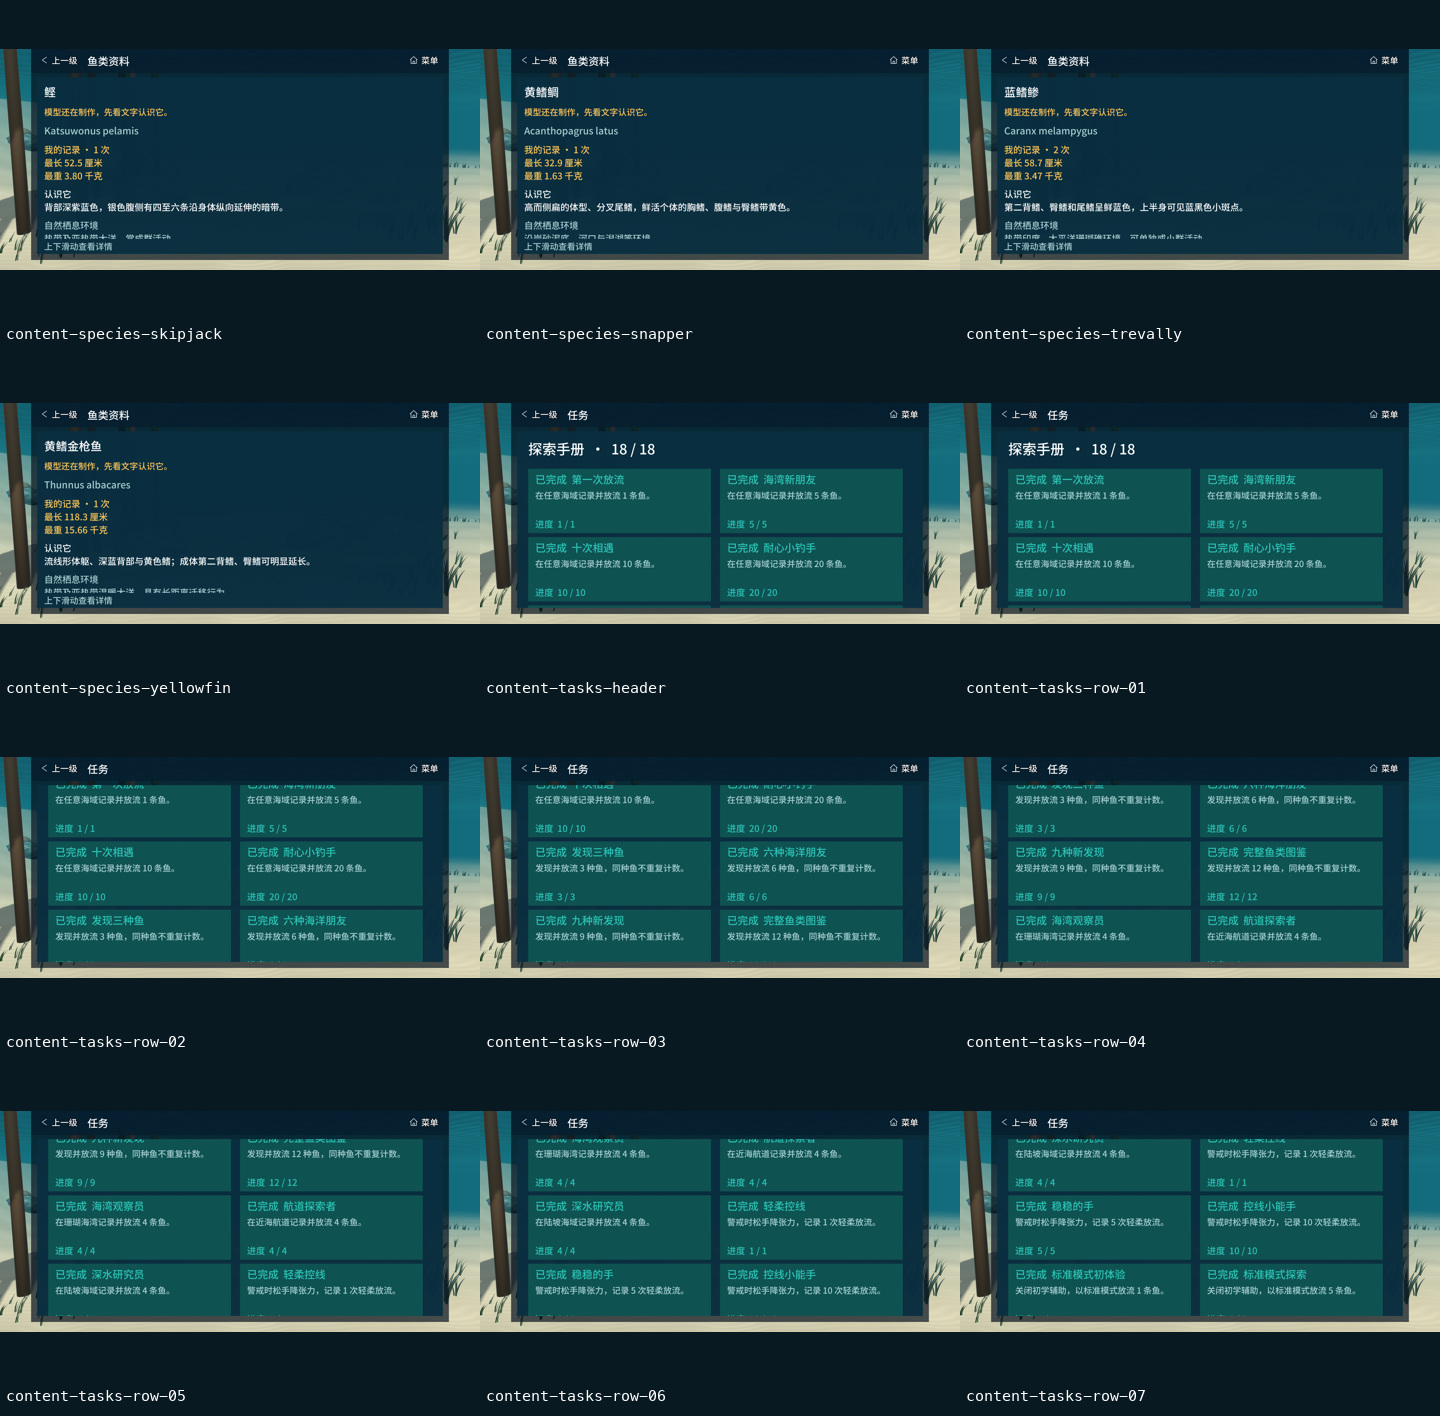 上一级 鱼类资料 菜单
鲣
模型还在制作，先看文字认识它。
Katsuwonus pelamis
我的记录 · 1 次
最长 52.5 厘米
最重 3.80 千克
认识它
背部深紫蓝色，银色腹侧有四至六条沿身体纵向延伸的暗带。
自然栖息环境
上下滑动查看详情
content-species-skipjack
上一级 鱼类资料 菜单
黄鳍鲷
模型还在制作，先看文字认识它。
Acanthopagrus latus
我的记录 · 1 次
最长 32.9 厘米
最重 1.63 千克
认识它
高而侧扁的体型、分叉尾鳍，鲜活个体的胸鳍、腹鳍与臀鳍带黄色。
自然栖息环境
上下滑动查看详情
content-species-snapper
上一级 鱼类资料 菜单
蓝鳍鲹
模型还在制作，先看文字认识它。
Caranx melampygus
我的记录 · 2 次
最长 58.7 厘米
最重 3.47 千克
认识它
第二背鳍、臀鳍和尾鳍呈鲜蓝色，上半身可见蓝黑色小斑点。
自然栖息环境
上下滑动查看详情
content-species-trevally
上一级 鱼类资料 菜单
黄鳍金枪鱼
模型还在制作，先看文字认识它。
Thunnus albacares
我的记录 · 1 次
最长 118.3 厘米
最重 15.66 千克
认识它
流线形体躯、深蓝背部与黄色鳍；成体第二背鳍、臀鳍可明显延长。
自然栖息环境
上下滑动查看详情
content-species-yellowfin
上一级 任务 菜单
探索手册 · 18 / 18
已完成 第一次放流
在任意海域记录并放流 1 条鱼。
进度 1 / 1
已完成 海湾新朋友
在任意海域记录并放流 5 条鱼。
进度 5 / 5
已完成 十次相遇
在任意海域记录并放流 10 条鱼。
进度 10 / 10
已完成 耐心小钓手
在任意海域记录并放流 20 条鱼。
进度 20 / 20
content-tasks-header
上一级 任务 菜单
探索手册 · 18 / 18
已完成 第一次放流
在任意海域记录并放流 1 条鱼。
进度 1 / 1
已完成 海湾新朋友
在任意海域记录并放流 5 条鱼。
进度 5 / 5
已完成 十次相遇
在任意海域记录并放流 10 条鱼。
进度 10 / 10
已完成 耐心小钓手
在任意海域记录并放流 20 条鱼。
进度 20 / 20
content-tasks-row-01
上一级 任务 菜单
在任意海域记录并放流 1 条鱼。
进度 1 / 1
在任意海域记录并放流 5 条鱼。
进度 5 / 5
已完成 十次相遇
在任意海域记录并放流 10 条鱼。
进度 10 / 10
已完成 耐心小钓手
在任意海域记录并放流 20 条鱼。
进度 20 / 20
已完成 发现三种鱼
发现并放流 3 种鱼，同种鱼不重复计数。
已完成 六种海洋朋友
发现并放流 6 种鱼，同种鱼不重复计数。
content-tasks-row-02
上一级 任务 菜单
在任意海域记录并放流 10 条鱼。
进度 10 / 10
在任意海域记录并放流 20 条鱼。
进度 20 / 20
已完成 发现三种鱼
发现并放流 3 种鱼，同种鱼不重复计数。
进度 3 / 3
已完成 六种海洋朋友
发现并放流 6 种鱼，同种鱼不重复计数。
进度 6 / 6
已完成 九种新发现
发现并放流 9 种鱼，同种鱼不重复计数。
已完成 完整鱼类图鉴
发现并放流 12 种鱼，同种鱼不重复计数。
content-tasks-row-03
上一级 任务 菜单
发现并放流 3 种鱼，同种鱼不重复计数。
进度 3 / 3
发现并放流 6 种鱼，同种鱼不重复计数。
进度 6 / 6
已完成 九种新发现
发现并放流 9 种鱼，同种鱼不重复计数。
进度 9 / 9
已完成 完整鱼类图鉴
发现并放流 12 种鱼，同种鱼不重复计数。
进度 12 / 12
已完成 海湾观察员
在珊瑚海湾记录并放流 4 条鱼。
已完成 航道探索者
在近海航道记录并放流 4 条鱼。
content-tasks-row-04
上一级 任务 菜单
发现并放流 9 种鱼，同种鱼不重复计数。
进度 9 / 9
发现并放流 12 种鱼，同种鱼不重复计数。
进度 12 / 12
已完成 海湾观察员
在珊瑚海湾记录并放流 4 条鱼。
进度 4 / 4
已完成 航道探索者
在近海航道记录并放流 4 条鱼。
进度 4 / 4
已完成 深水研究员
在陆坡海域记录并放流 4 条鱼。
已完成 轻柔控线
警戒时松手降张力，记录 1 次轻柔放流。
content-tasks-row-05
上一级 任务 菜单
在珊瑚海湾记录并放流 4 条鱼。
进度 4 / 4
在近海航道记录并放流 4 条鱼。
进度 4 / 4
已完成 深水研究员
在陆坡海域记录并放流 4 条鱼。
进度 4 / 4
已完成 轻柔控线
警戒时松手降张力，记录 1 次轻柔放流。
进度 1 / 1
已完成 稳稳的手
警戒时松手降张力，记录 5 次轻柔放流。
已完成 控线小能手
警戒时松手降张力，记录 10 次轻柔放流。
content-tasks-row-06
上一级 任务 菜单
在陆坡海域记录并放流 4 条鱼。
进度 4 / 4
警戒时松手降张力，记录 1 次轻柔放流。
进度 1 / 1
已完成 稳稳的手
警戒时松手降张力，记录 5 次轻柔放流。
进度 5 / 5
已完成 控线小能手
警戒时松手降张力，记录 10 次轻柔放流。
进度 10 / 10
已完成 标准模式初体验
关闭初学辅助，以标准模式放流 1 条鱼。
已完成 标准模式探索
关闭初学辅助，以标准模式放流 5 条鱼。
content-tasks-row-07